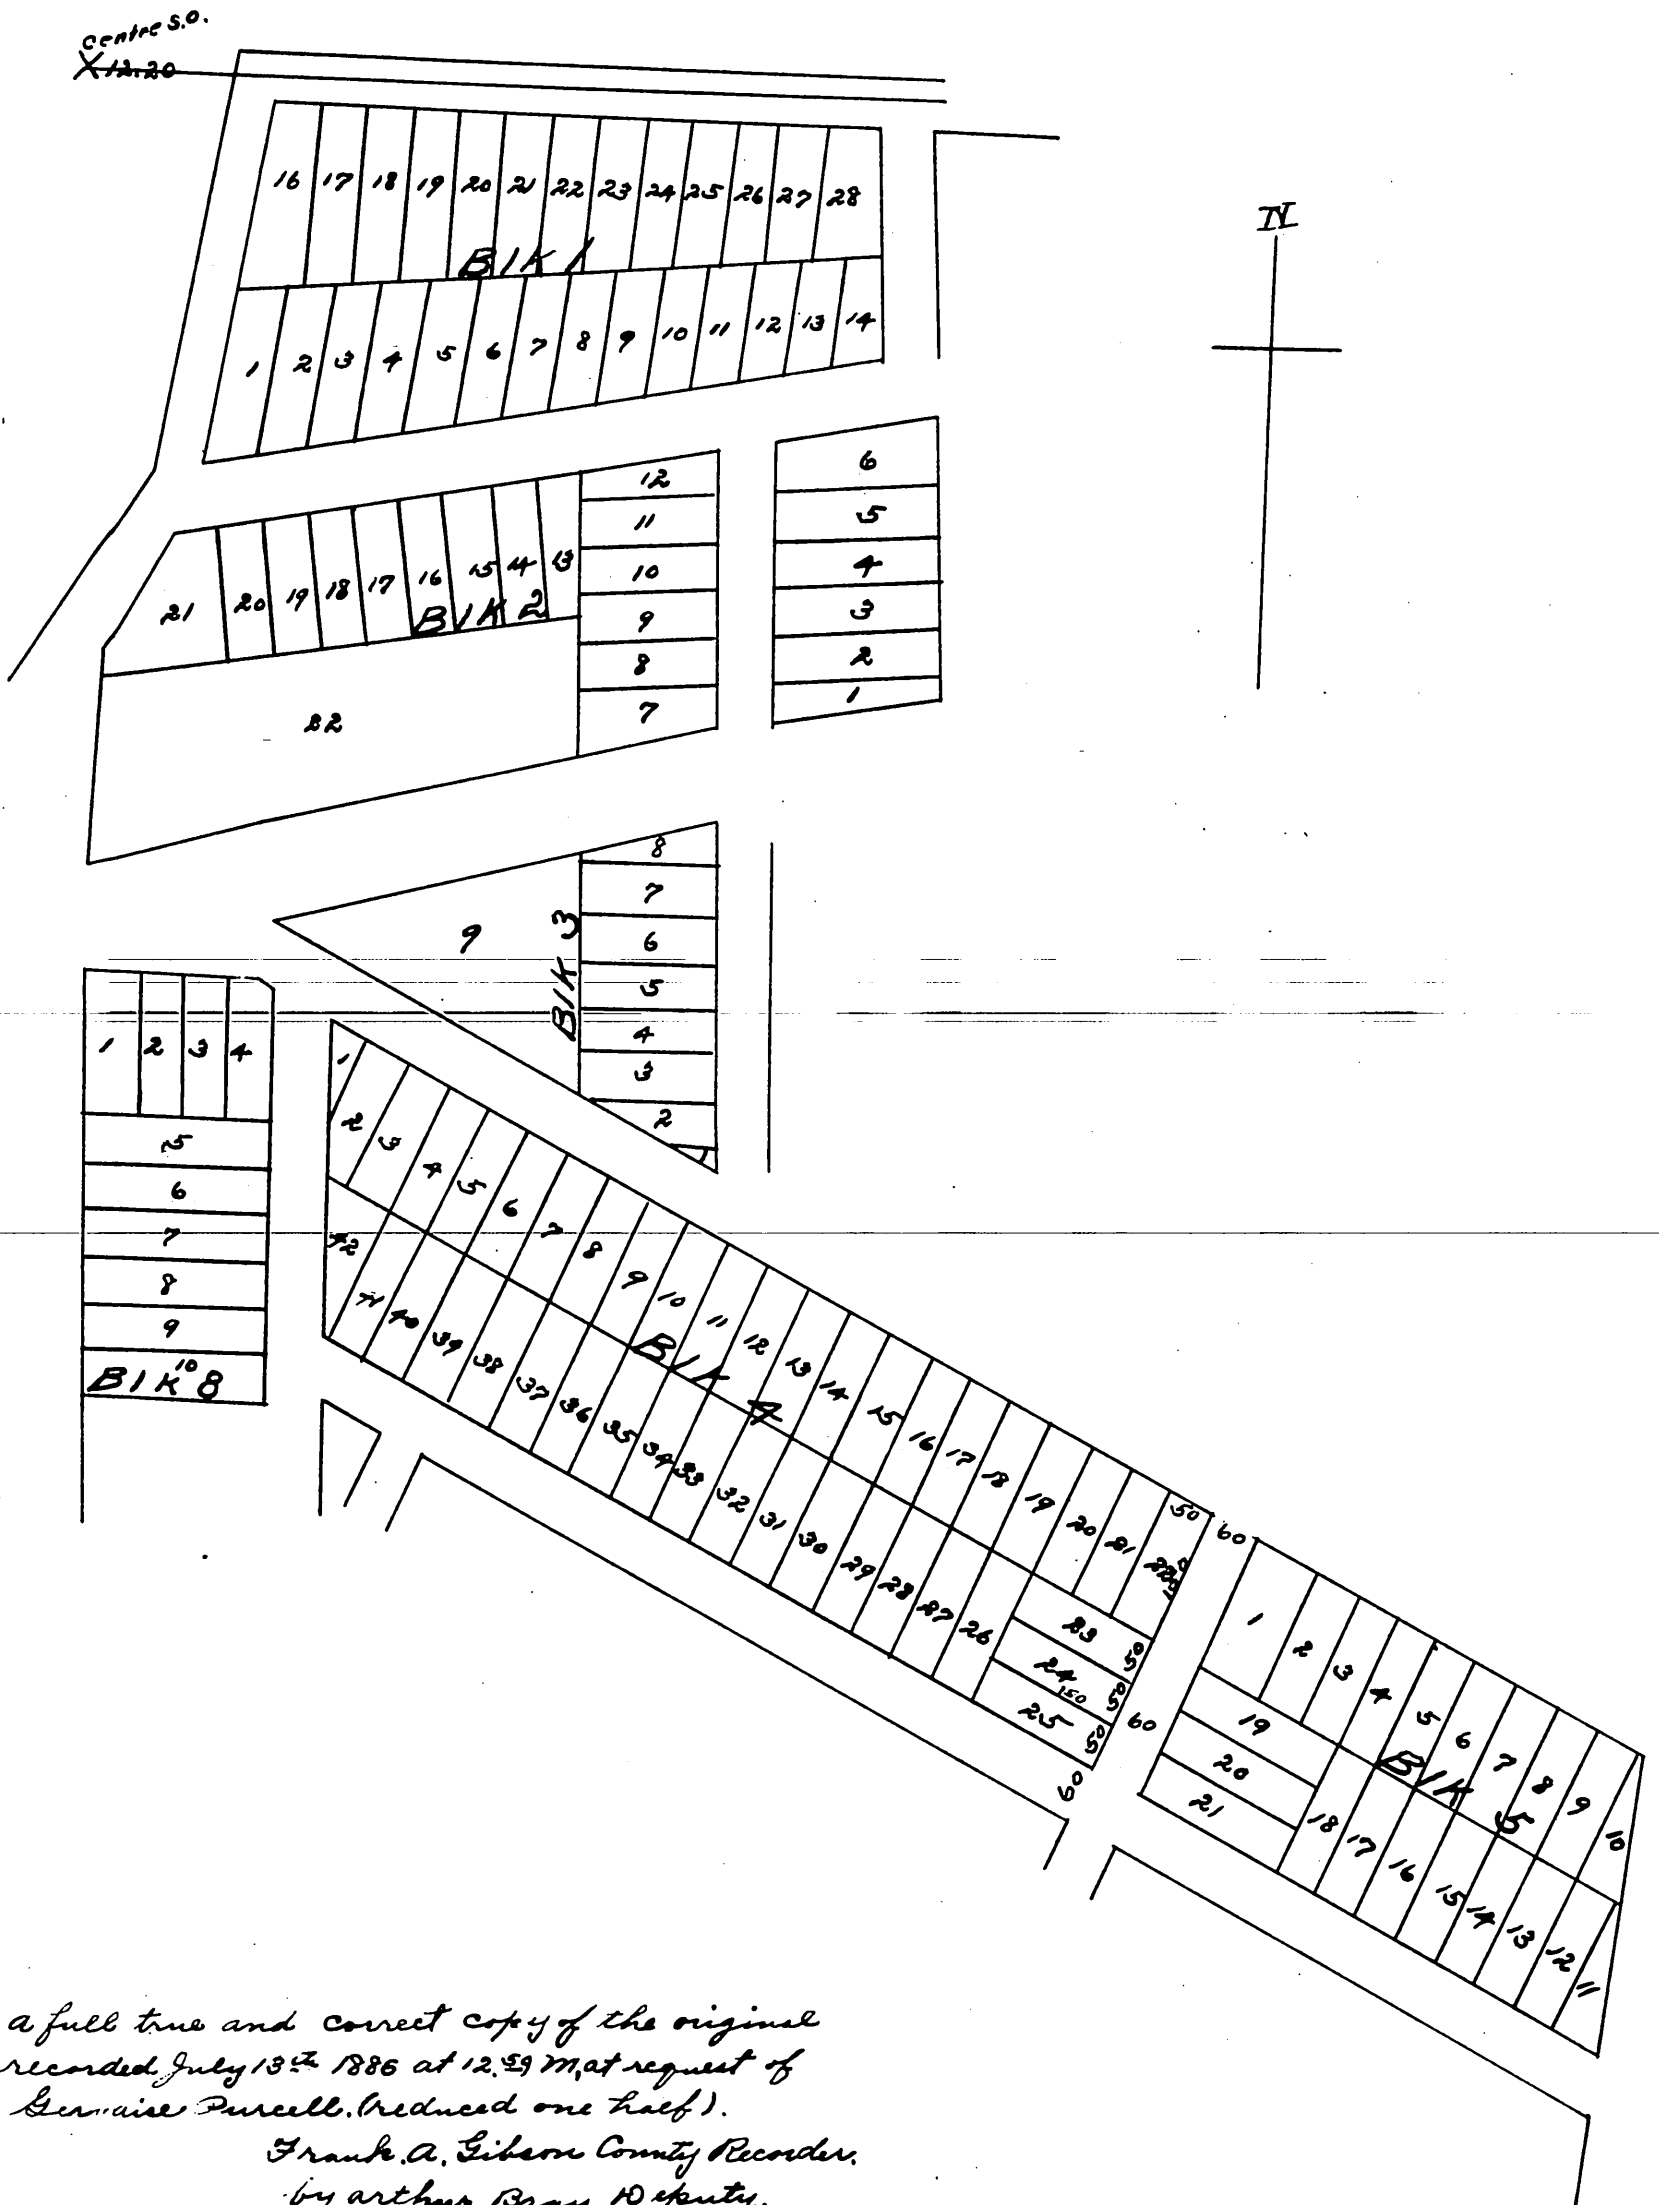 Centre S.O.
X 12.20
N
16 17 18 19 20 21 22 23 24 25 26 27 28
Blk 1
1 2 3 4 5 6 7 8 9 10 11 12 13 14
21 20 19 18 17 16 15 14 13
Blk 2
22
12
11
10
9
8
7
6
5
4
3
2
1
9
Blk 3
8
7
6
5
4
3
2
1 2 3 4
5
6
7
8
9
10
Blk 8
1 2 3 4 5 6 7 8 9 10 11 12 13 14 15 16 17 18 19 20 21 22
50
60
Blk 4
42 41 40 39 38 37 36 35 34 33 32 31 30 29 28 27 26
23 50
24 150 50
25 50
60
60
1 2 3 4 5 6 7 8 9 10
Blk 5
19
20
21
18 17 16 15 14 13 12 11
a full true and correct copy of the original
recorded July 13th 1886 at 12.59 M, at request of
Purcell. (reduced one half).
Frank. A. Gibson County Recorder.
by Arthur Bray Deputy.